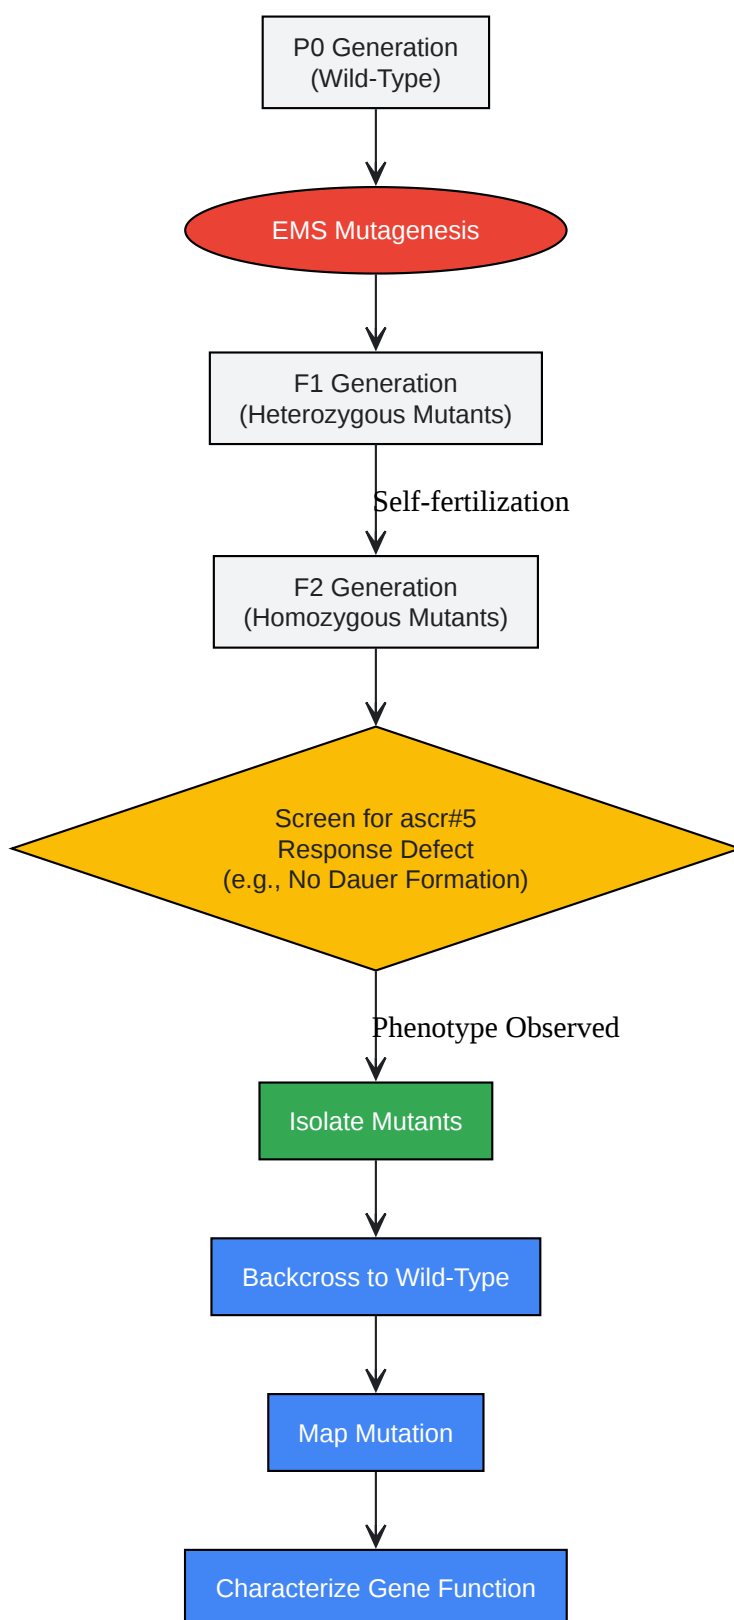 P0 Generation
(Wild-Type)
EMS Mutagenesis
F1 Generation
(Heterozygous Mutants)
Self-fertilization
F2 Generation
(Homozygous Mutants)
Screen for ascr#5
Response Defect
(e.g., No Dauer Formation)
Phenotype Observed
Isolate Mutants
Backcross to Wild-Type
Map Mutation
Characterize Gene Function